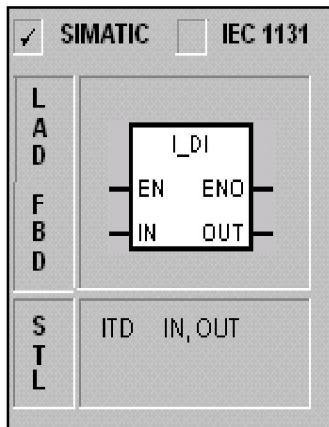 ✓ SIMATIC IEC 1131
LAD
FBD
I_DI
EN ENO
IN OUT
STL
ITD IN, OUT